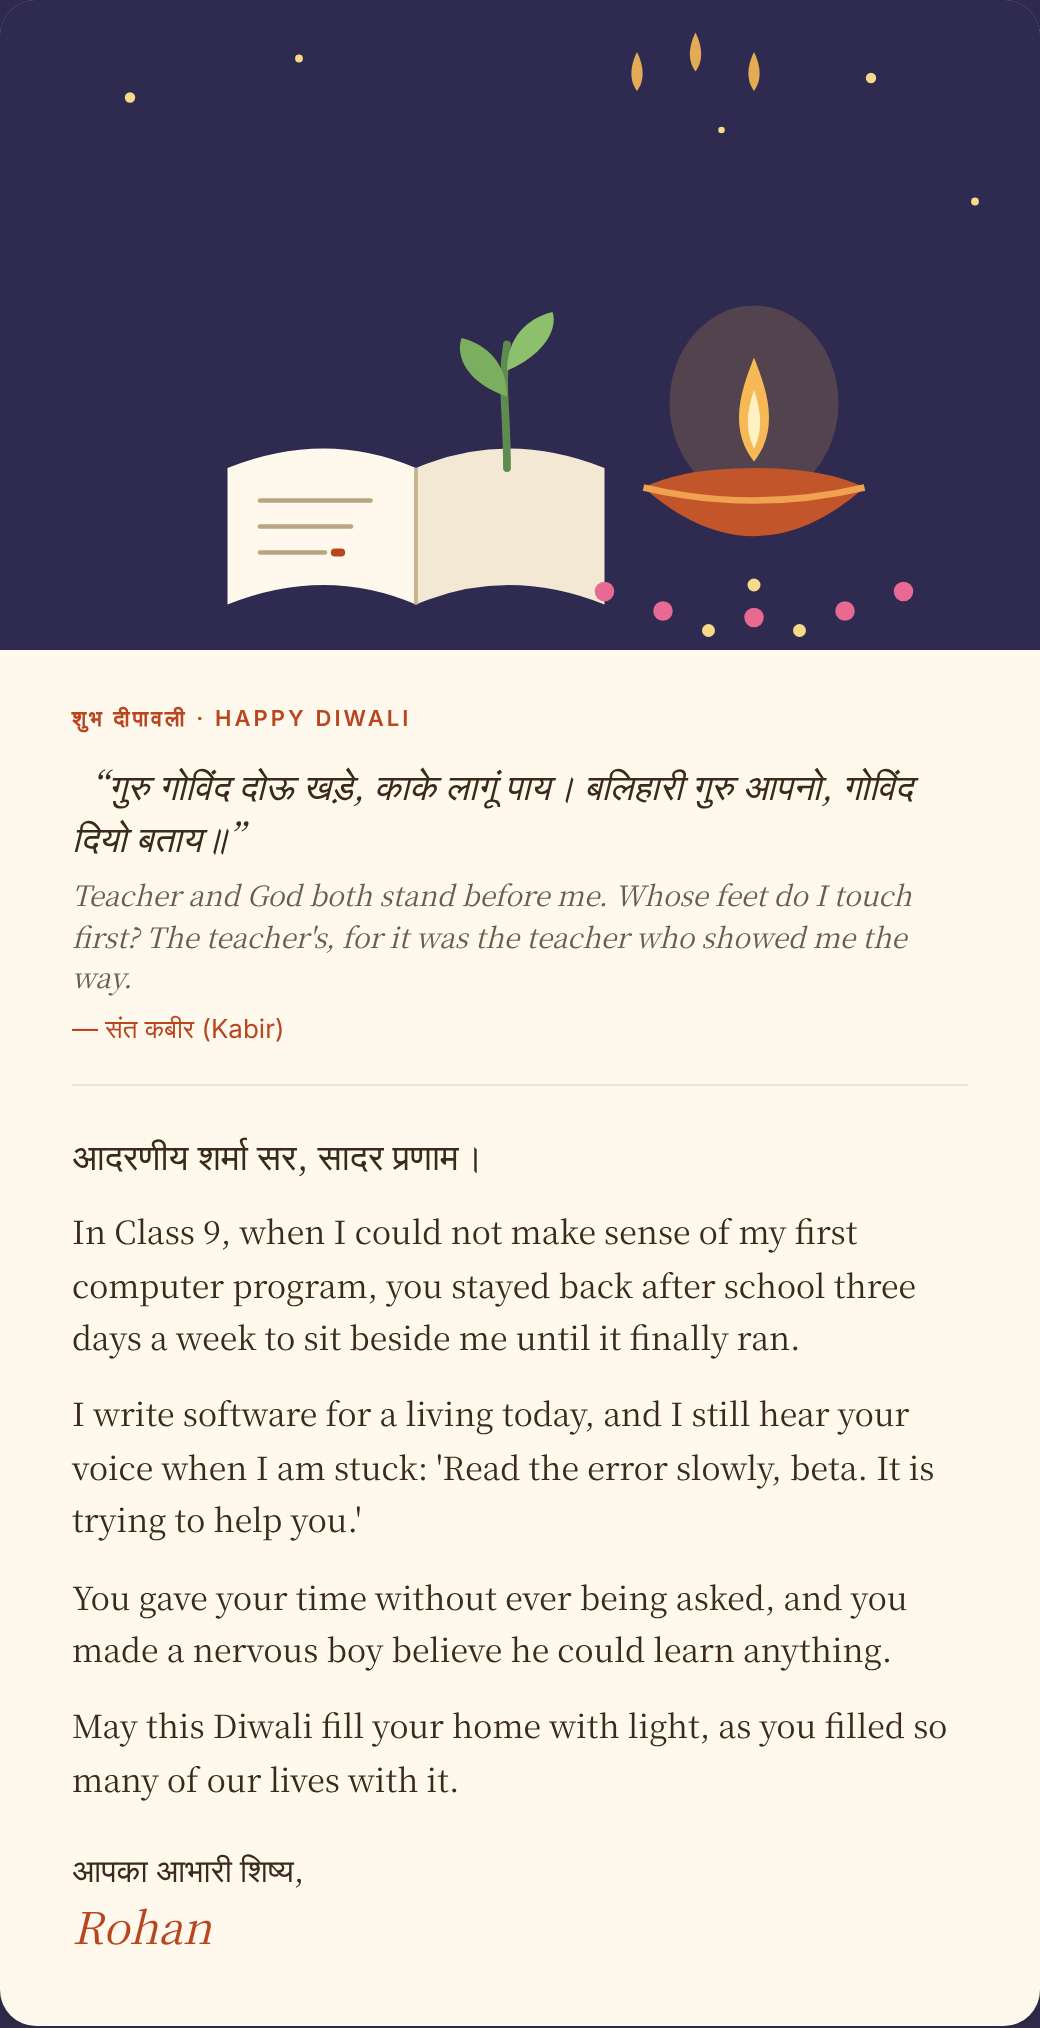 शुभ दीपावली · HAPPY DIWALI
“गुरु गोविंद दोऊ खड़े, काके लागूं पाय। बलिहारी गुरु आपनो, गोविंद
दियो बताय॥”
Teacher and God both stand before me. Whose feet do I touch
first? The teacher's, for it was the teacher who showed me the
way.
— संत कबीर (Kabir)
आदरणीय शर्मा सर, सादर प्रणाम।
In Class 9, when I could not make sense of my first
computer program, you stayed back after school three
days a week to sit beside me until it finally ran.
I write software for a living today, and I still hear your
voice when I am stuck: 'Read the error slowly, beta. It is
trying to help you.'
You gave your time without ever being asked, and you
made a nervous boy believe he could learn anything.
May this Diwali fill your home with light, as you filled so
many of our lives with it.
आपका आभारी शिष्य,
Rohan